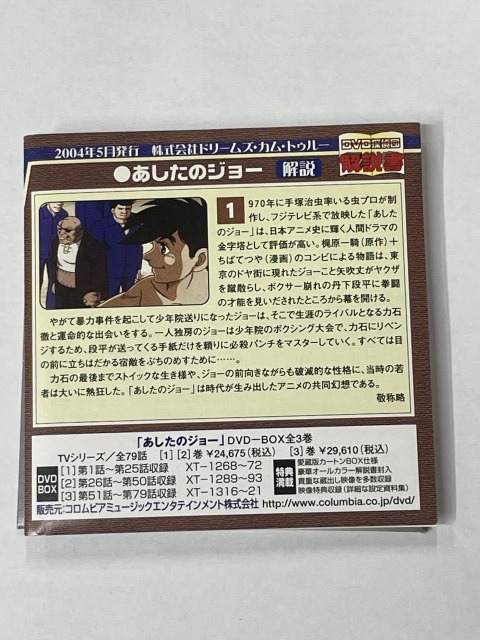 2004年5月発行　株式会社ドリームズ・カム・トゥルー
DVD探偵団
解説書
●あしたのジョー 解説
1970年に手塚治虫率いる虫プロが制
作し、フジテレビ系で放映した「あした
のジョー」は、日本アニメ史に輝く人間ドラマの
金字塔として評価が高い。梶原一騎(原作)＋
ちばてつや(漫画)のコンビによる物語は、東
京のドヤ街に現れたジョーこと矢吹丈がヤクザ
を蹴散らし、ボクサー崩れの丹下段平に拳闘
の才能を見いだされたところから幕を開ける。
やがて暴力事件を起こして少年院送りになったジョーは、そこで生涯のライバルとなる力石
徹と運命的な出会いをする。一人独房のジョーは少年院のボクシング大会で、力石にリベン
ジするため、段平が送ってくる手紙だけを頼りに必殺パンチをマスターしていく。すべては目
の前に立ちはだかる宿敵をぶちのめすために……。
力石の最後までストイックな生き様や、ジョーの前向きながらも破滅的な性格に、当時の若
者は大いに熱狂した。「あしたのジョー」は時代が生み出したアニメの共同幻想である。
敬称略
「あしたのジョー」DVD－BOX全3巻
TVシリーズ／全79話　[1][2]巻 ¥24,675(税込)　[3]巻 ¥29,610(税込)
DVD BOX
[1]第1話〜第25話収録　XT－1268〜72
[2]第26話〜第50話収録　XT－1289〜93
[3]第51話〜第79話収録　XT－1316〜21
特典満載
愛蔵版カートンBOX仕様
豪華オールカラー解説書封入
貴重な蔵出し映像を多数収録
映像特典収録(詳細な設定資料集)
販売元:コロムビアミュージックエンタテインメント株式会社　http://www.columbia.co.jp/dvd/